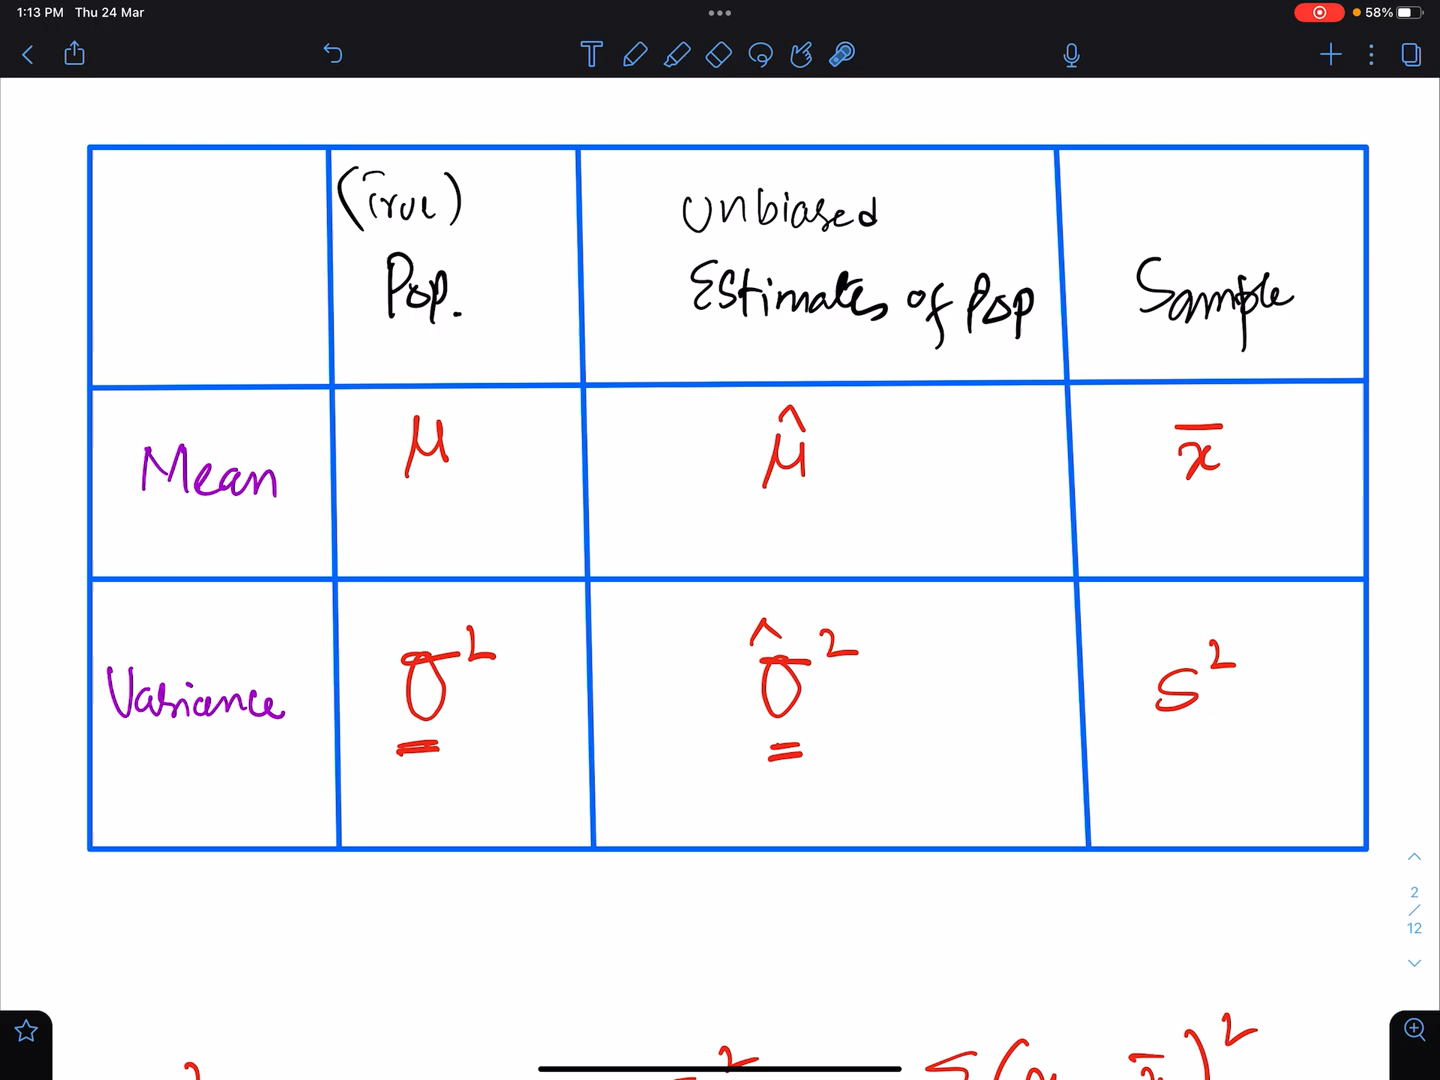 1:13 PM Thu 24 Mar
58%
(True)
Pop.
Unbiased
Estimates of Pop
Sample
Mean
μ
μ̂
x̄
Variance
σ²
σ̂²
s²
2
/
12